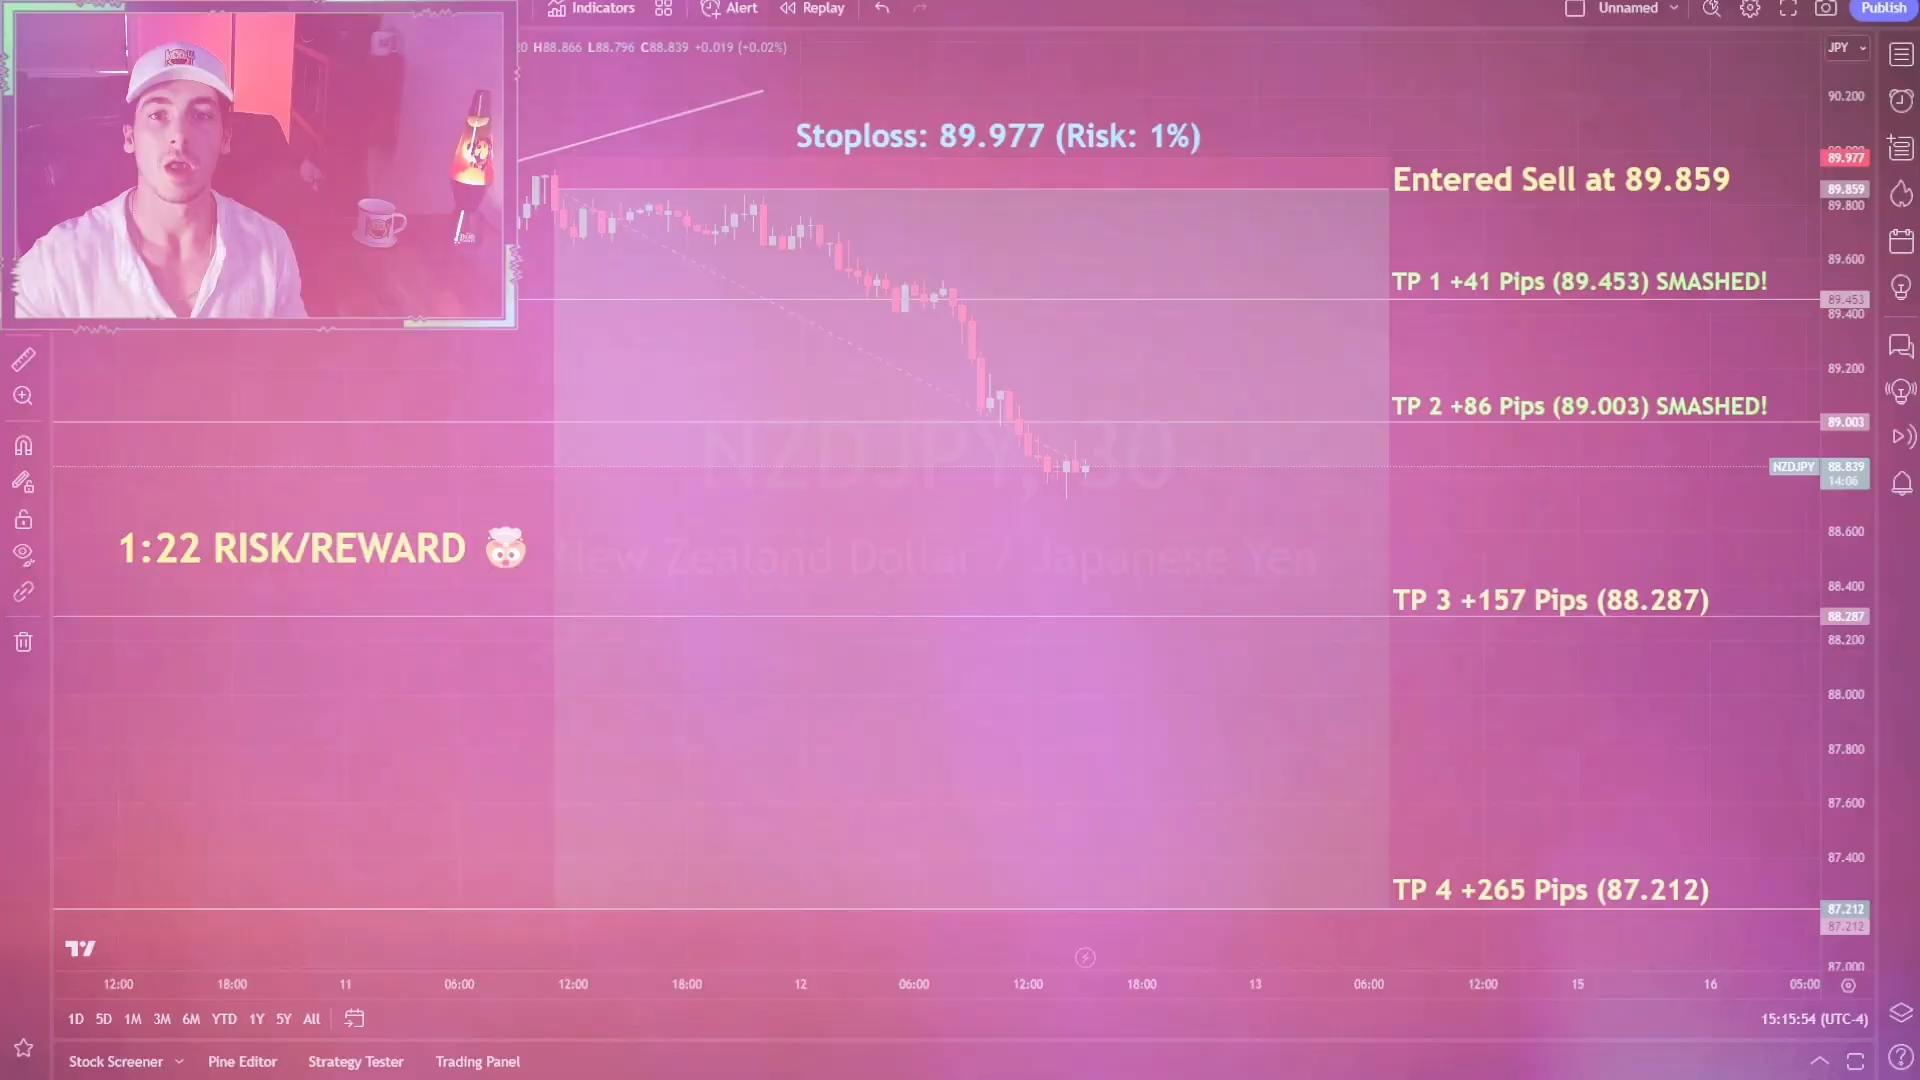 Indicators
Alert
Replay
Unnamed
Publish
H88.866 L88.796 C88.839 +0.019 (+0.02%)
JPY
90.200
Stoploss: 89.977 (Risk: 1%)
89.977
Entered Sell at 89.859
89.859
89.800
89.600
TP 1 +41 Pips (89.453) SMASHED!
89.453
89.400
89.200
TP 2 +86 Pips (89.003) SMASHED!
89.003
NZDJPY, 30
NZDJPY 88.839
14:06
88.600
1:22 RISK/REWARD
New Zealand Dollar / Japanese Yen
88.400
TP 3 +157 Pips (88.287)
88.287
88.200
88.000
87.800
87.600
87.400
TP 4 +265 Pips (87.212)
87.212
87.212
87.000
12:00 18:00 11 06:00 12:00 18:00 12 06:00 12:00 18:00 13 06:00 12:00 15 16 05:00
1D 5D 1M 3M 6M YTD 1Y 5Y All
15:15:54 (UTC-4)
Stock Screener Pine Editor Strategy Tester Trading Panel